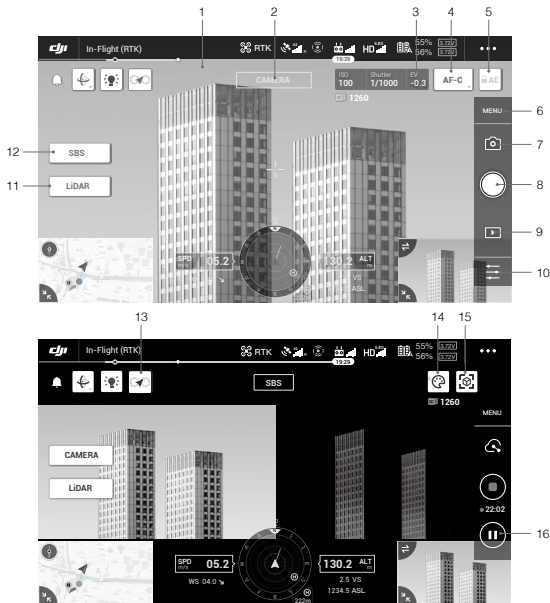 1 2 3 4 5
dji In-Flight (RTK) RTK HD 55% 3.72V
56% 3.72V
19:29
CAMERA
ISO Shutter EV
100 1/1000 -0.3
AF-C
AE
1260
MENU 6
7
12 SBS
11 LiDAR
8
9
10
SPD 05.2
m/s
130.2 ALT
m
VS
ASL
13 14 15
dji In-Flight (RTK) RTK HD 55% 3.72V
56% 3.72V
19:29
SBS
1260
MENU
CAMERA
LiDAR
22:02
16
SPD 05.2
m/s
130.2 ALT
m
WS 04.0
2.5 VS
1234.5 ASL
222m